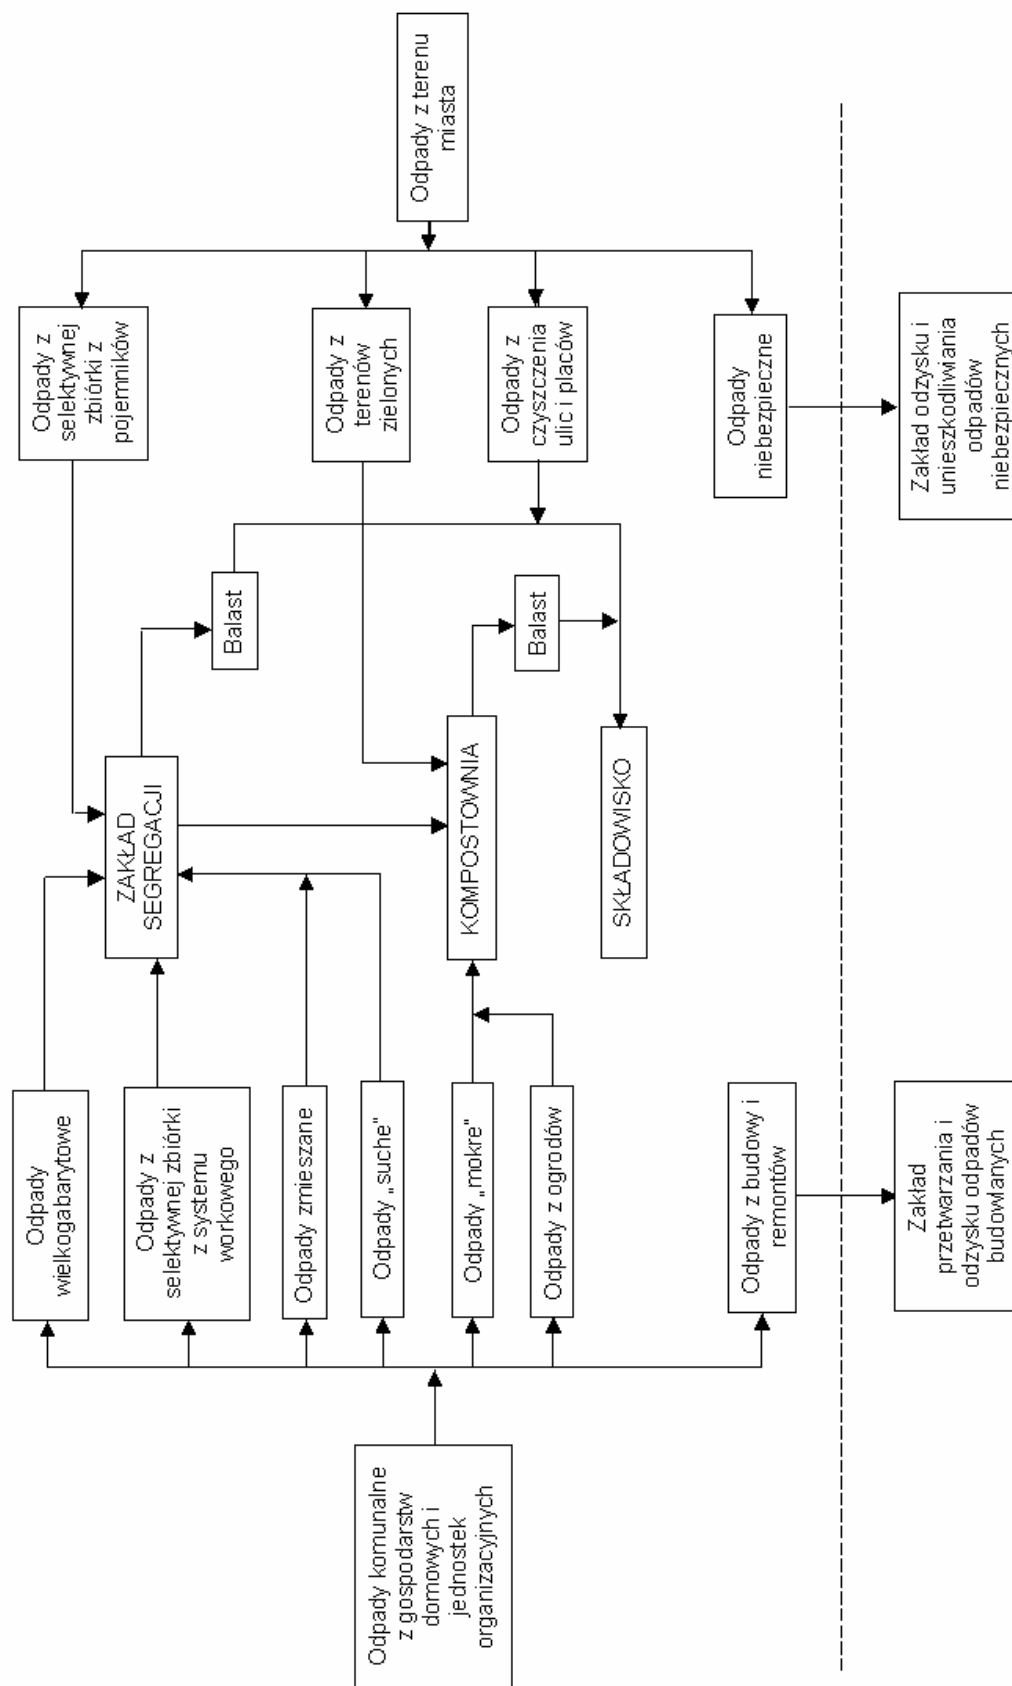 Odpady komunalne
z gospodarstw
domowych i
jednostek
organizacyjnych
Odpady
wielkogabarytowe
Odpady z
selektywnej zbiórki
z systemu
workowego
Odpady zmieszane
Odpady „suche”
Odpady „mokre”
Odpady z ogrodów
Odpady z budowy i
remontów
Zakład
przetwarzania i
odzysku odpadów
budowlanych
ZAKŁAD
SEGREGACJI
KOMPOSTOWNIA
SKŁADOWISKO
Balast
Balast
Odpady z
selektywnej
zbiórki z
pojemników
Odpady z
terenów
zielonych
Odpady z
czyszczenia
ulic i placów
Odpady
niebezpieczne
Zakład odzysku i
unieszkodliwiania
odpadów
niebezpiecznych
Odpady z terenu
miasta